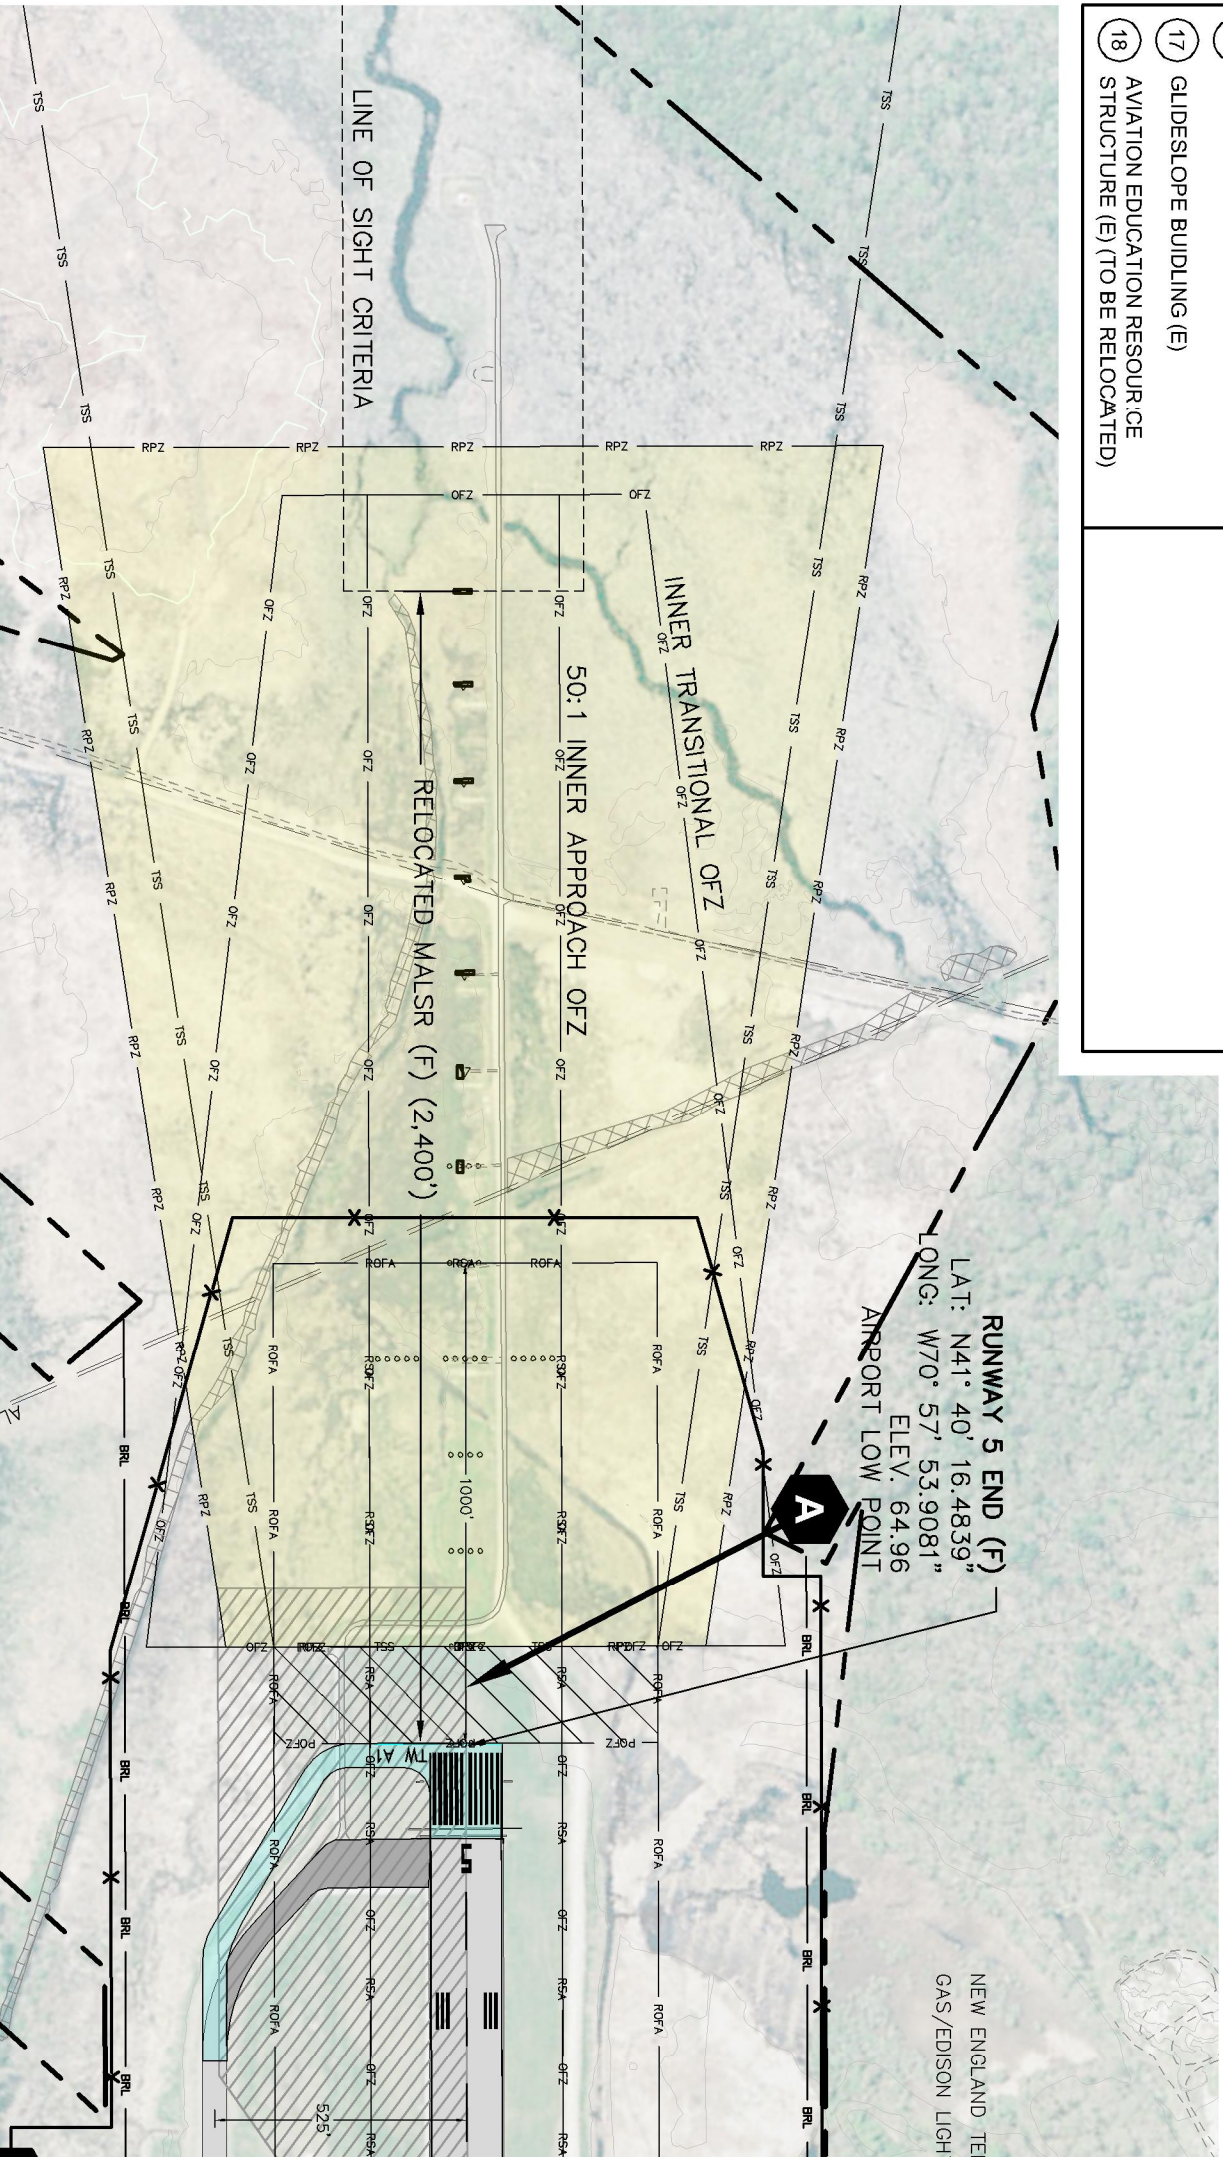 17 GLIDESLOPE BUIDLING (E)
18 AVIATION EDUCATION RESOURCE
STRUCTURE (E) (TO BE RELOCATED)
LINE OF SIGHT CRITERIA
INNER TRANSITIONAL OFZ
50:1 INNER APPROACH OFZ
RELOCATED MALSR (F) (2,400')
RUNWAY 5 END (F)
LAT: N41° 40' 16.4839"
LONG: W70° 57' 53.9081"
ELEV. 64.96
AIRPORT LOW POINT
A
1000'
TW A1
5
525'
NEW ENGLAND
GAS/EDISON
TSS
RPZ
OFZ
ROFA
RSA
POFZ
BRL